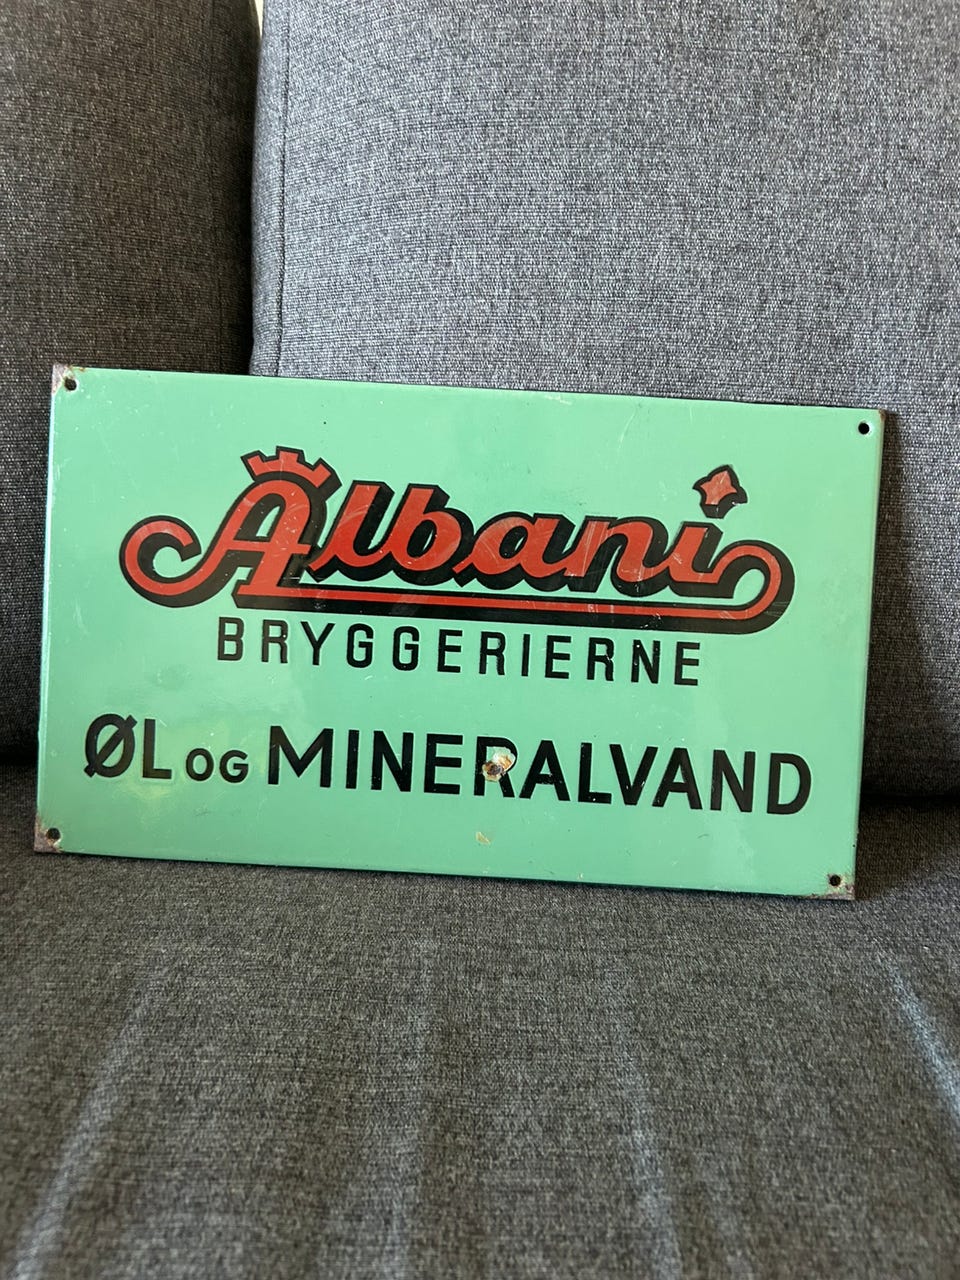 Albani
BRYGGERIERNE
ØL OG MINERALVAND